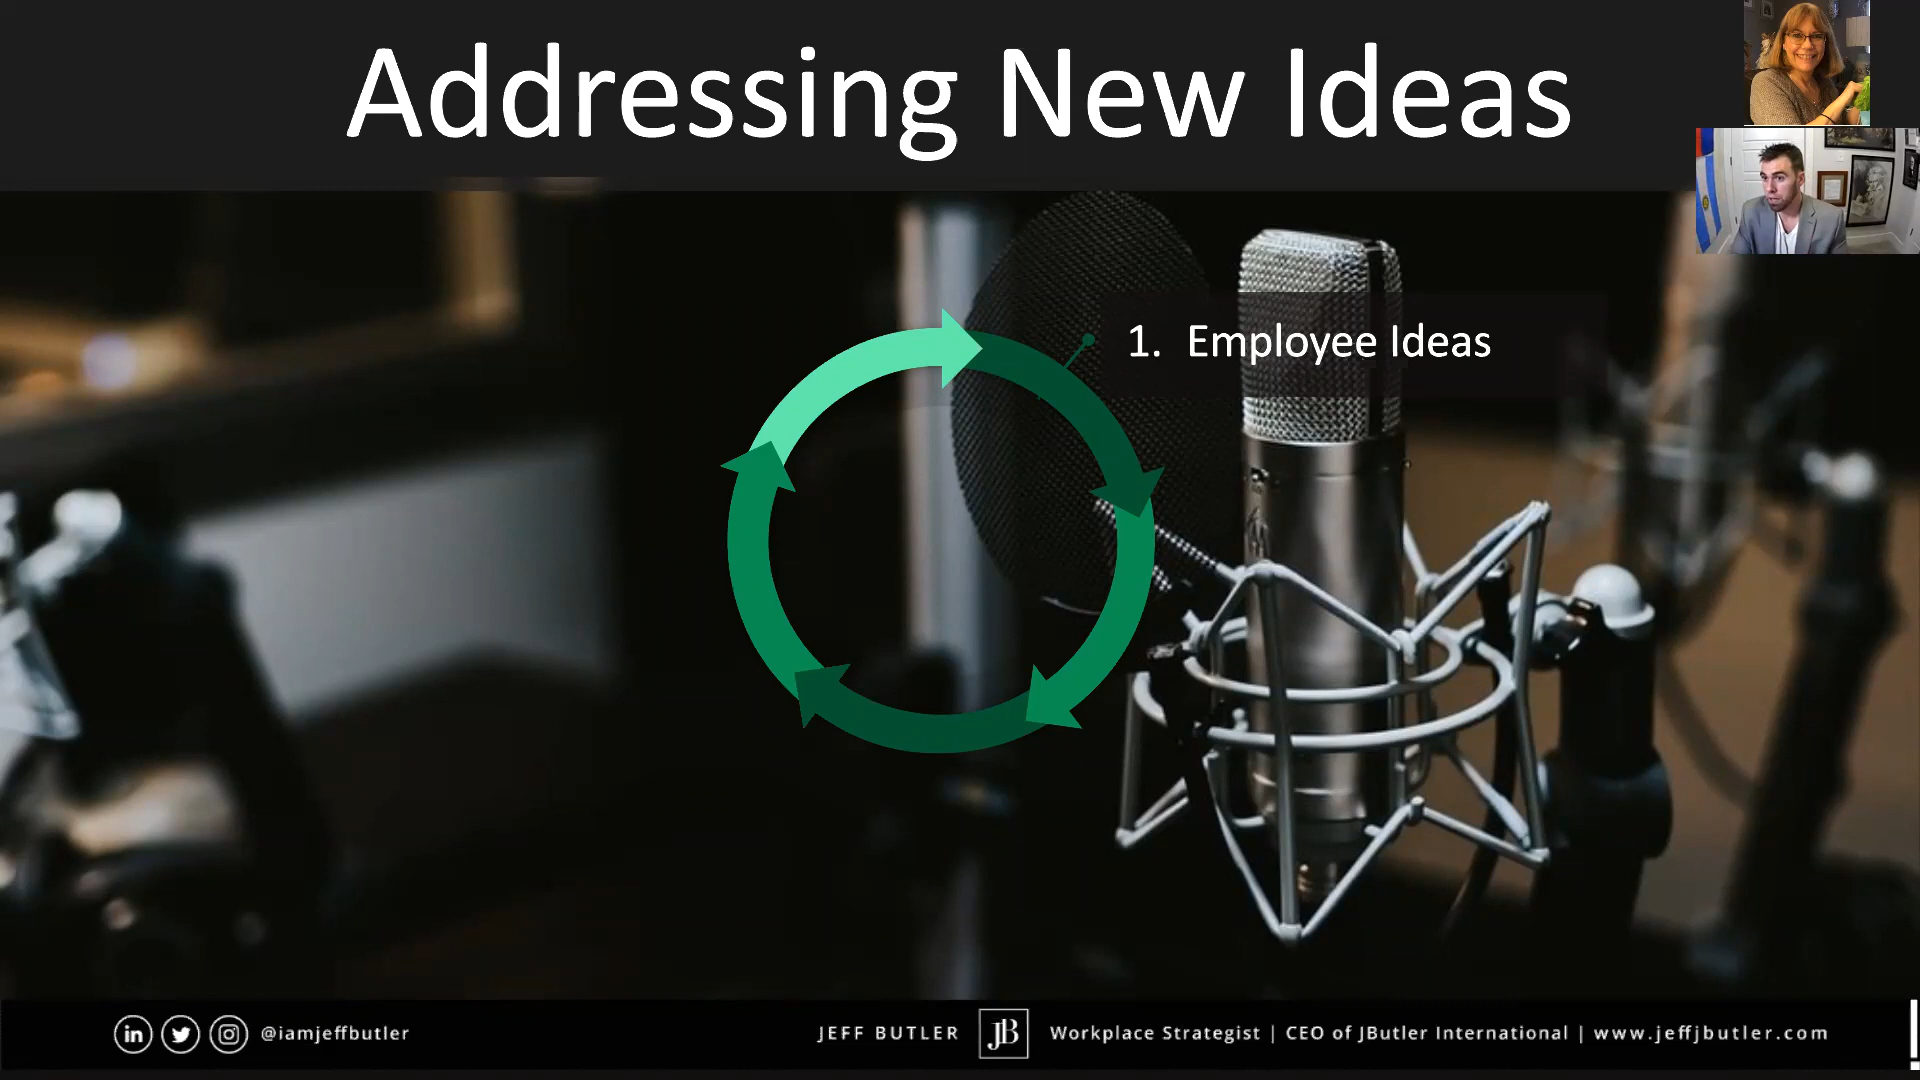 Addressing New Ideas
1. Employee Ideas
in
@iamjeffbutler
JEFF BUTLER
JB
Workplace Strategist | CEO of JButler International | www.jeffjbutler.com